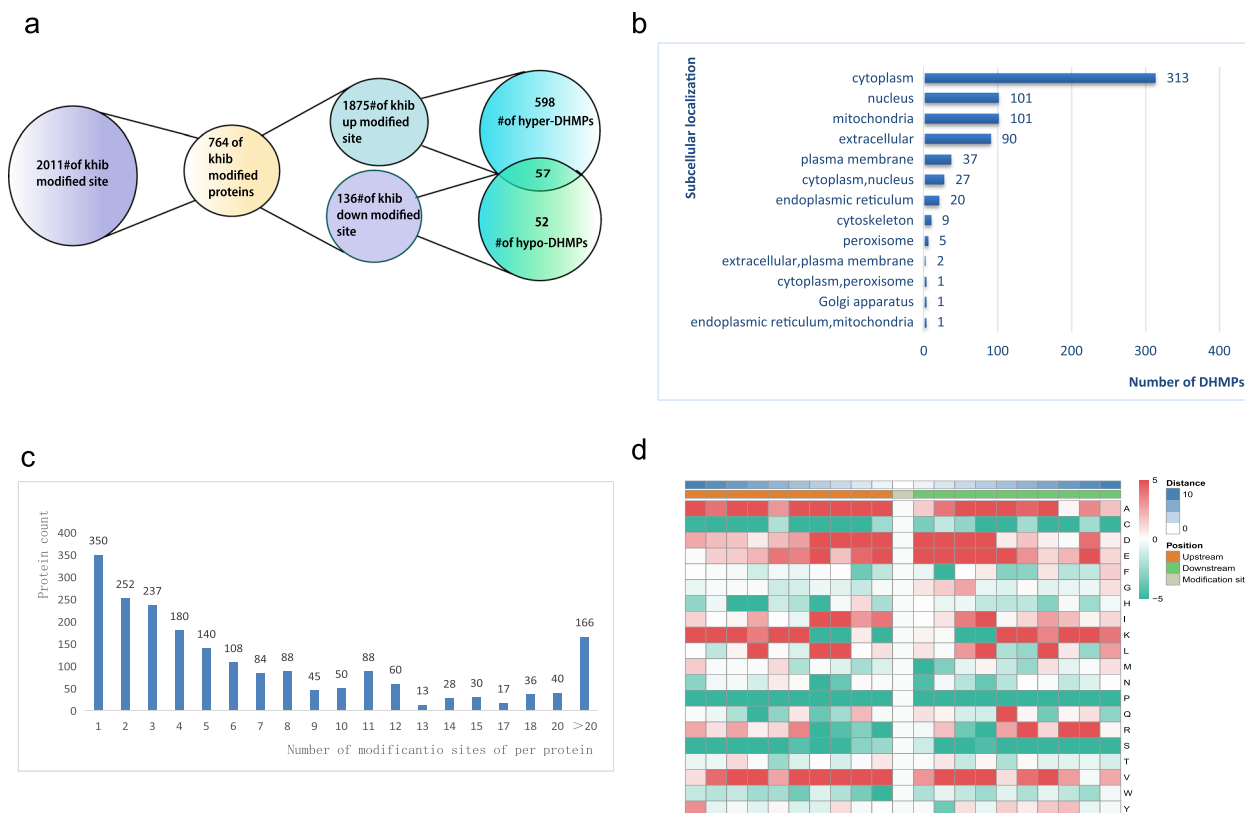 a
2011#of khib
modified site
764 of
khib
modified
proteins
1875#of khib
up modified
site
136#of khib
down modified
site
598
#of hyper-DHMPs
57
52
#of hypo-DHMPs
b
Subcellular localization
cytoplasm 313
nucleus 101
mitochondria 101
extracellular 90
plasma membrane 37
cytoplasm,nucleus 27
endoplasmic reticulum 20
cytoskeleton 9
peroxisome 5
extracellular,plasma membrane 2
cytoplasm,peroxisome 1
Golgi apparatus 1
endoplasmic reticulum,mitochondria 1
0 100 200 300 400
Number of DHMPs
c
Protein count
400
350
300
250
200
150
100
50
0
350 252 237 180 140 108 84 88 45 50 88 60 13 28 30 17 36 40 166
1 2 3 4 5 6 7 8 9 10 11 12 13 14 15 17 18 20 >20
Number of modificantio sites of per protein
d
A
C
D
E
F
G
H
I
K
L
M
N
P
Q
R
S
T
V
W
Y
5
0
−5
Distance
10
0
Position
Upstream
Downstream
Modification sit